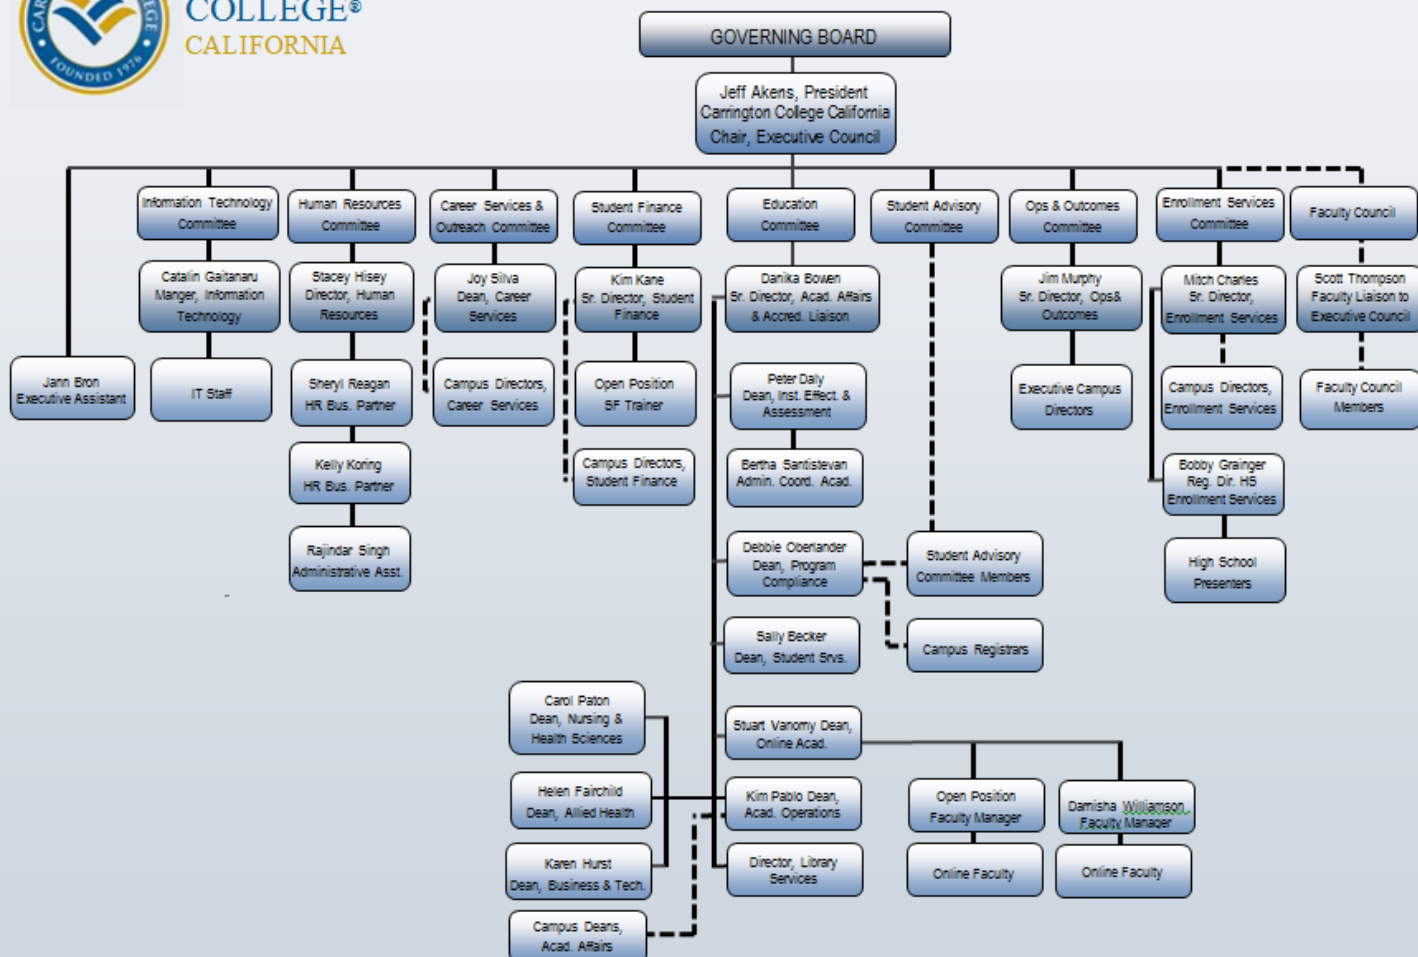 COLLEGE®
CALIFORNIA
FOUNDED 1976
GOVERNING BOARD
Jeff Akens, President
Carrington College California
Chair, Executive Council
Information Technology
Committee
Human Resources
Committee
Career Services &
Outreach Committee
Student Finance
Committee
Education
Committee
Student Advisory
Committee
Ops & Outcomes
Committee
Enrollment Services
Committee
Faculty Council
Catalin Gaitanaru
Manger, Information
Technology
Stacey Hisey
Director, Human
Resources
Joy Silva
Dean, Career
Services
Kim Kane
Sr. Director, Student
Finance
Danika Bowen
Sr. Director, Acad. Affairs
& Accred. Liaison
Jim Murphy
Sr. Director, Ops&
Outcomes
Mitch Charles
Sr. Director,
Enrollment Services
Scott Thompson
Faculty Liaison to
Executive Council
Jann Bron
Executive Assistant
IT Staff
Sheryl Reagan
HR Bus. Partner
Campus Directors,
Career Services
Open Position
SF Trainer
Peter Daly
Dean, Inst. Effect. &
Assessment
Executive Campus
Directors
Campus Directors,
Enrollment Services
Faculty Council
Members
Kelly Koring
HR Bus. Partner
Campus Directors,
Student Finance
Bertha Santistevan
Admin. Coord. Acad.
Bobby Grainger
Reg. Dir. HS
Enrollment Services
Rajindar Singh
Administrative Asst.
Debbie Oberlander
Dean, Program
Compliance
Student Advisory
Committee Members
High School
Presenters
Sally Becker
Dean, Student Srvs.
Campus Registrars
Carol Paton
Dean, Nursing &
Health Sciences
Stuart Vanorny Dean,
Online Acad.
Helen Fairchild
Dean, Allied Health
Kim Pablo Dean,
Acad. Operations
Open Position
Faculty Manager
Damisha Williamson,
Faculty Manager
Karen Hurst
Dean, Business & Tech.
Director, Library
Services
Online Faculty
Online Faculty
Campus Deans,
Acad. Affairs